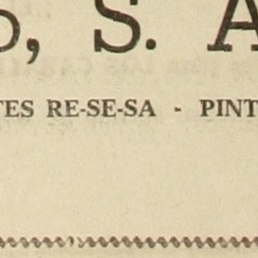 , S. A
TES RE-SE-SA - PINT